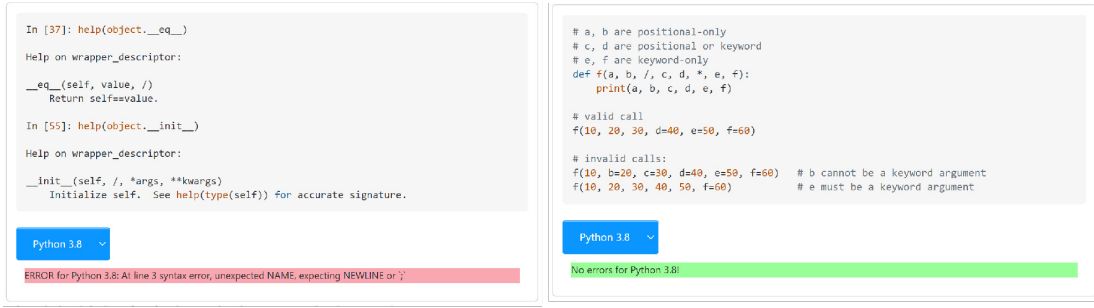 In [37]: help(object.__eq__)
Help on wrapper_descriptor:
__eq__(self, value, /)
    Return self==value.
In [55]: help(object.__init__)
Help on wrapper_descriptor:
__init__(self, /, *args, **kwargs)
    Initialize self.  See help(type(self)) for accurate signature.
Python 3.8
ERROR for Python 3.8: At line 3 syntax error, unexpected NAME, expecting NEWLINE or ';'
# a, b are positional-only
# c, d are positional or keyword
# e, f are keyword-only
def f(a, b, /, c, d, *, e, f):
    print(a, b, c, d, e, f)
# valid call
f(10, 20, 30, d=40, e=50, f=60)
# invalid calls:
f(10, b=20, c=30, d=40, e=50, f=60)   # b cannot be a keyword argument
f(10, 20, 30, 40, 50, f=60)           # e must be a keyword argument
Python 3.8
No errors for Python 3.8!